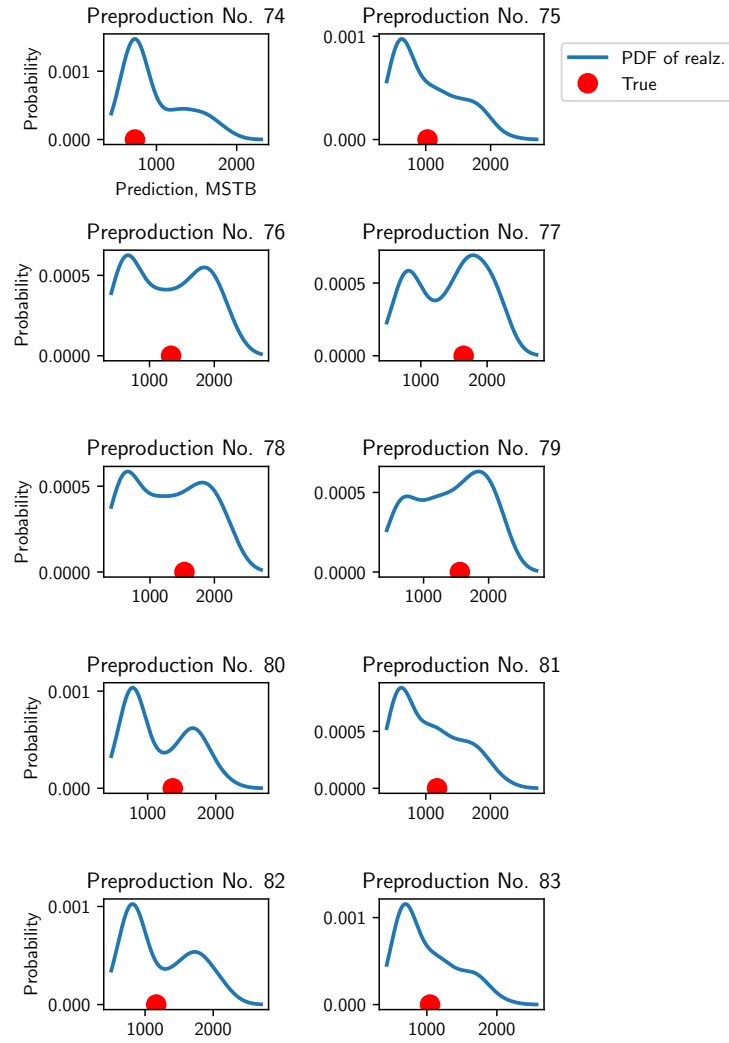 Preproduction No. 74
Probability
0.001
0.000
1000 2000
Prediction, MSTB
Preproduction No. 75
0.001
0.000
1000 2000
PDF of realz.
True
Preproduction No. 76
Probability
0.0005
0.0000
1000 2000
Preproduction No. 77
0.0005
0.0000
1000 2000
Preproduction No. 78
Probability
0.0005
0.0000
1000 2000
Preproduction No. 79
0.0005
0.0000
1000 2000
Preproduction No. 80
Probability
0.001
0.000
1000 2000
Preproduction No. 81
0.0005
0.0000
1000 2000
Preproduction No. 82
Probability
0.001
0.000
1000 2000
Preproduction No. 83
0.001
0.000
1000 2000